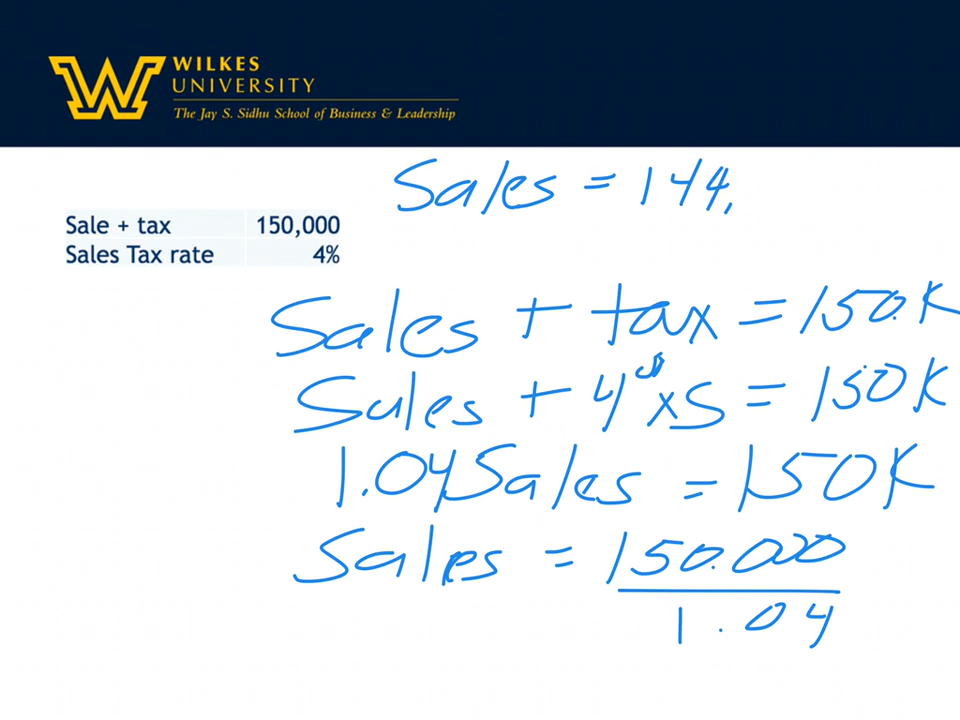 WILKES
UNIVERSITY
The Jay S. Sidhu School of Business & Leadership
Sales = 144,
Sale + tax 150,000
Sales Tax rate 4%
Sales + tax = 150K
Sales + 4% x S = 150K
1.04 Sales = 150K
Sales = 150.000
1.04